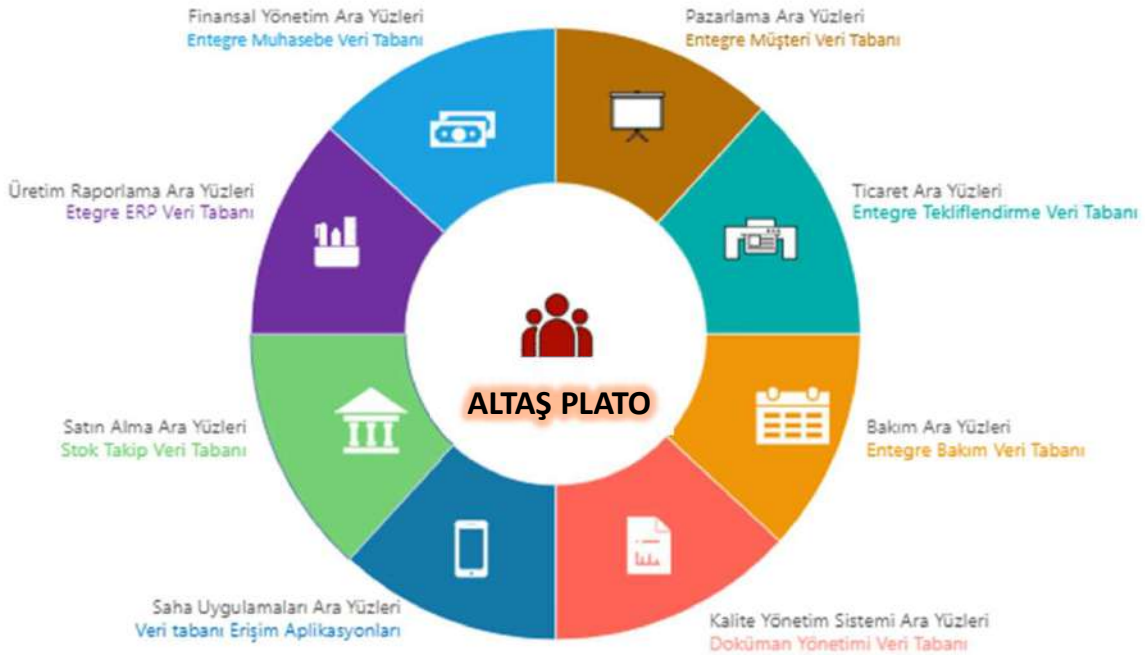 Finansal Yönetim Ara Yüzleri
Entegre Muhasebe Veri Tabanı
Pazarlama Ara Yüzleri
Entegre Müşteri Veri Tabanı
Üretim Raporlama Ara Yüzleri
Etegre ERP Veri Tabanı
Ticaret Ara Yüzleri
Entegre Tekliflendirme Veri Tabanı
ALTAŞ PLATO
Satın Alma Ara Yüzleri
Stok Takip Veri Tabanı
Bakım Ara Yüzleri
Entegre Bakım Veri Tabanı
Saha Uygulamaları Ara Yüzleri
Veri tabanı Erişim Aplikasyonları
Kalite Yönetim Sistemi Ara Yüzleri
Doküman Yönetimi Veri Tabanı